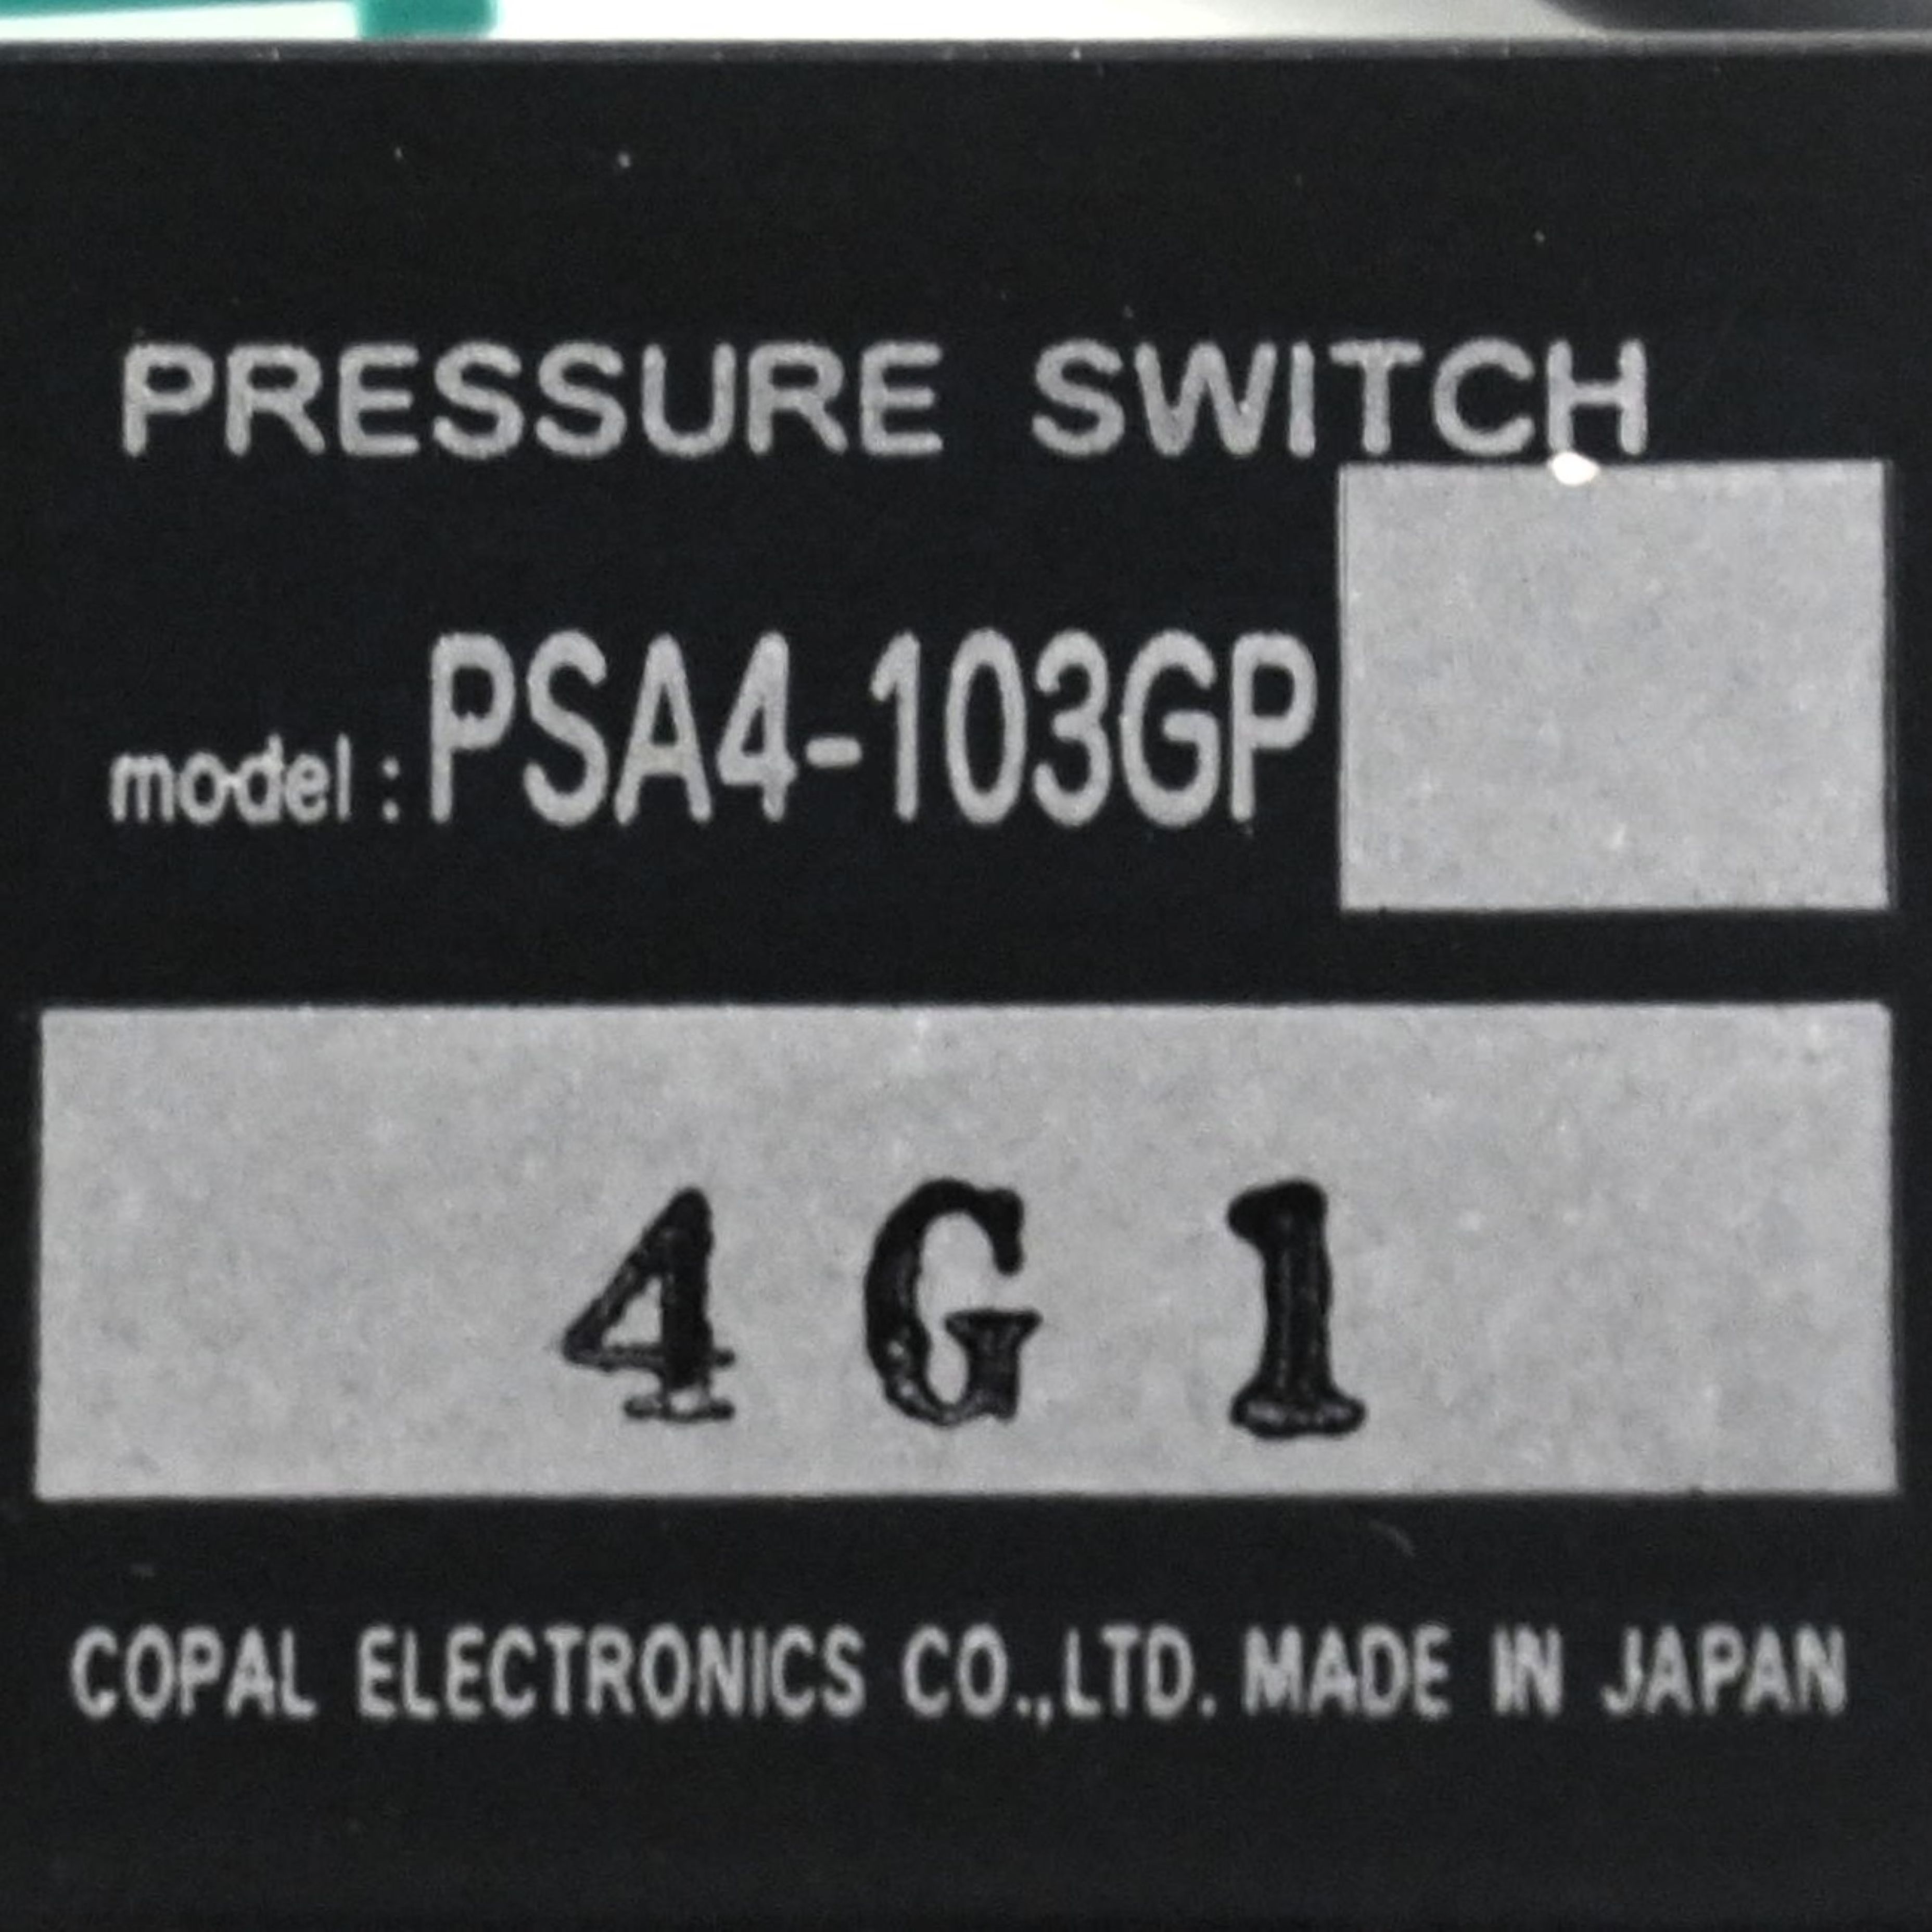 PRESSURE SWITCH
model : PSA4-103GP
4 G 1
COPAL ELECTRONICS CO.,LTD. MADE IN JAPAN